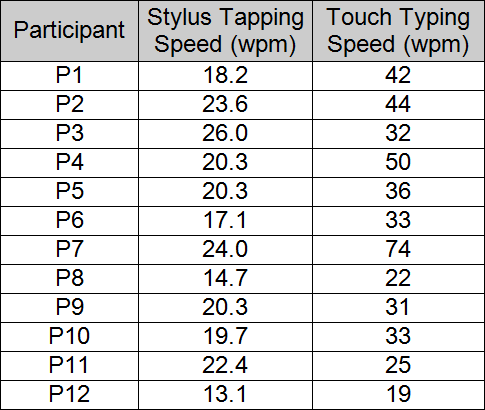 Participant Stylus Tapping Speed (wpm) Touch Typing Speed (wpm)
P1 18.2 42
P2 23.6 44
P3 26.0 32
P4 20.3 50
P5 20.3 36
P6 17.1 33
P7 24.0 74
P8 14.7 22
P9 20.3 31
P10 19.7 33
P11 22.4 25
P12 13.1 19